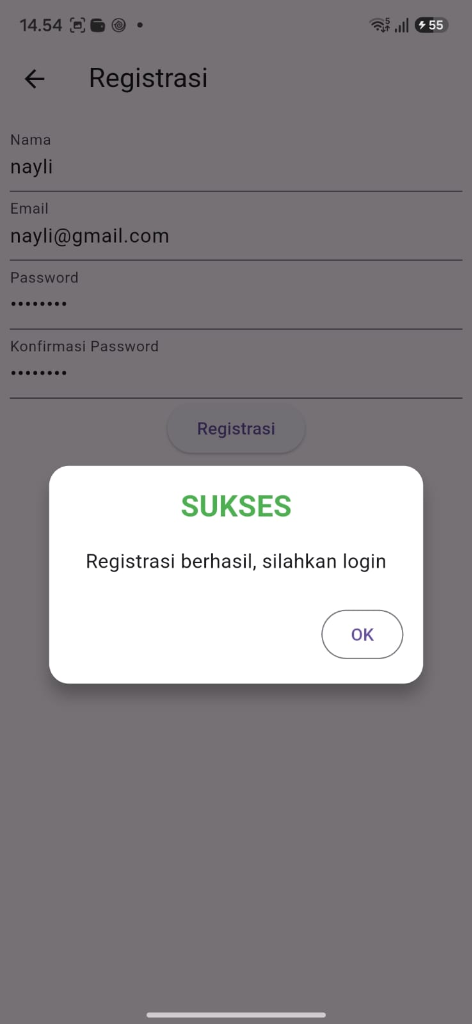 14.54
55
Registrasi
Nama
nayli
Email
nayli@gmail.com
Password
••••••••
Konfirmasi Password
••••••••
Registrasi
SUKSES
Registrasi berhasil, silahkan login
OK